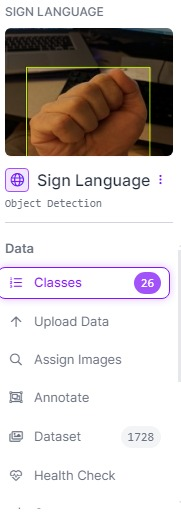 SIGN LANGUAGE
Sign Language
Object Detection
Data
Classes 26
Upload Data
Assign Images
Annotate
Dataset 1728
Health Check